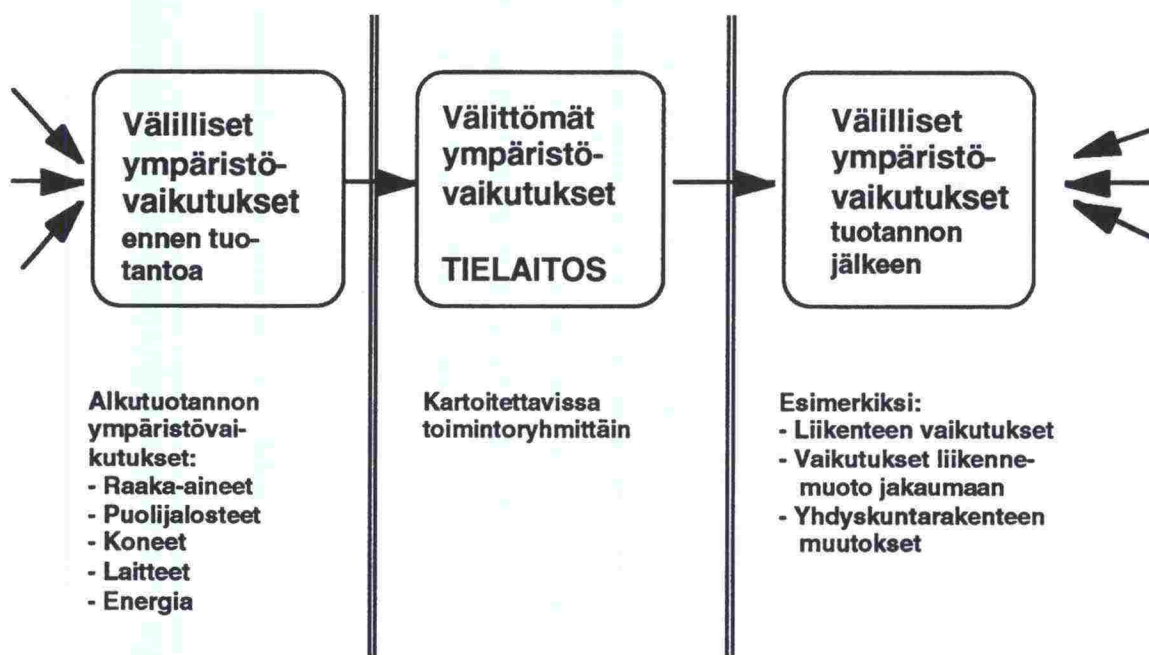 Välilliset
ympäristö-
vaikutukset
ennen tuo-
tantoa
Välittömät
ympäristö-
vaikutukset
TIELAITOS
Välilliset
ympäristö-
vaikutukset
tuotannon
jälkeen
Alkutuotannon
ympäristövai-
kutukset:
- Raaka-aineet
- Puolijalosteet
- Koneet
- Laitteet
- Energia
Kartoitettavissa
toimintoryhmittäin
Esimerkiksi:
- Liikenteen vaikutukset
- Vaikutukset liikenne-
muoto jakaumaan
- Yhdyskuntarakenteen
muutokset